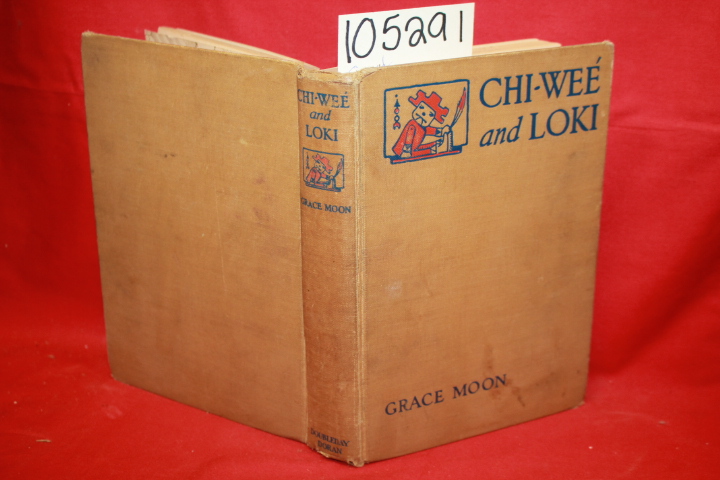 105291
CHI-WEÉ
and
LOKI
GRACE MOON
DOUBLEDAY
DORAN
CHI-WEÉ
and LOKI
GRACE MOON